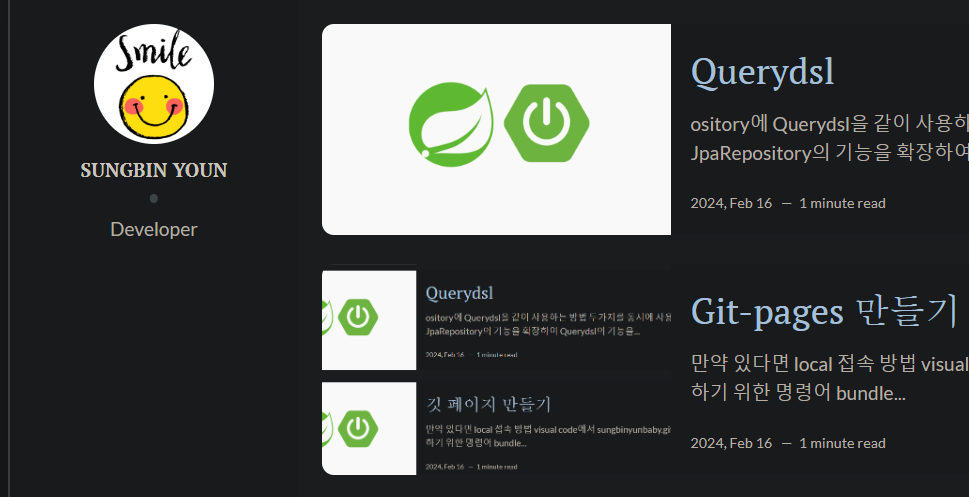 Smile
SUNGBIN YOUN
Developer
Querydsl
ository에 Querydsl을 같이 사용하
JpaRepository의 기능을 확장하여
2024, Feb 16 — 1 minute read
Querydsl
ository에 Querydsl을 같이 사용하는 방법 두가지를 동시에 사용
JpaRepository의 기능을 확장하여 Querydsl의 기능을...
2024, Feb 16 — 1 minute read
깃 페이지 만들기
만약 있다면 local 접속 방법 visual code에서 sungbinyunbaby.gi
하기 위한 명령어 bundle...
2024, Feb 16 — 1 minute read
Git-pages 만들기
만약 있다면 local 접속 방법 visual
하기 위한 명령어 bundle...
2024, Feb 16 — 1 minute read